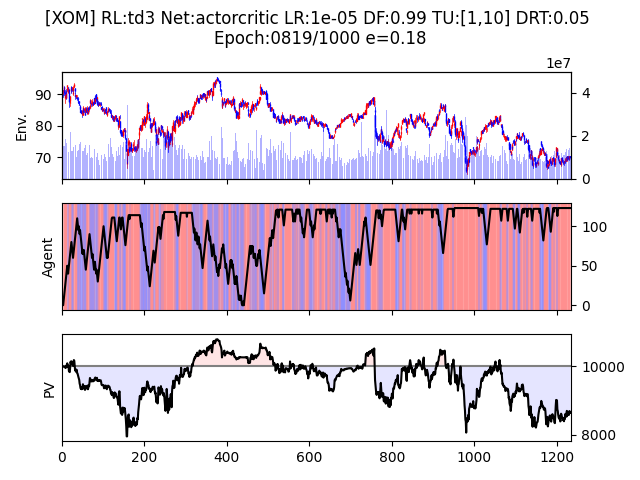 [XOM] RL:td3 Net:actorcritic LR:1e-05 DF:0.99 TU:[1,10] DRT:0.05
Epoch:0819/1000 e=0.18
1e7
Env.
90
80
70
4
2
0
Agent
100
50
0
PV
10000
8000
0 200 400 600 800 1000 1200